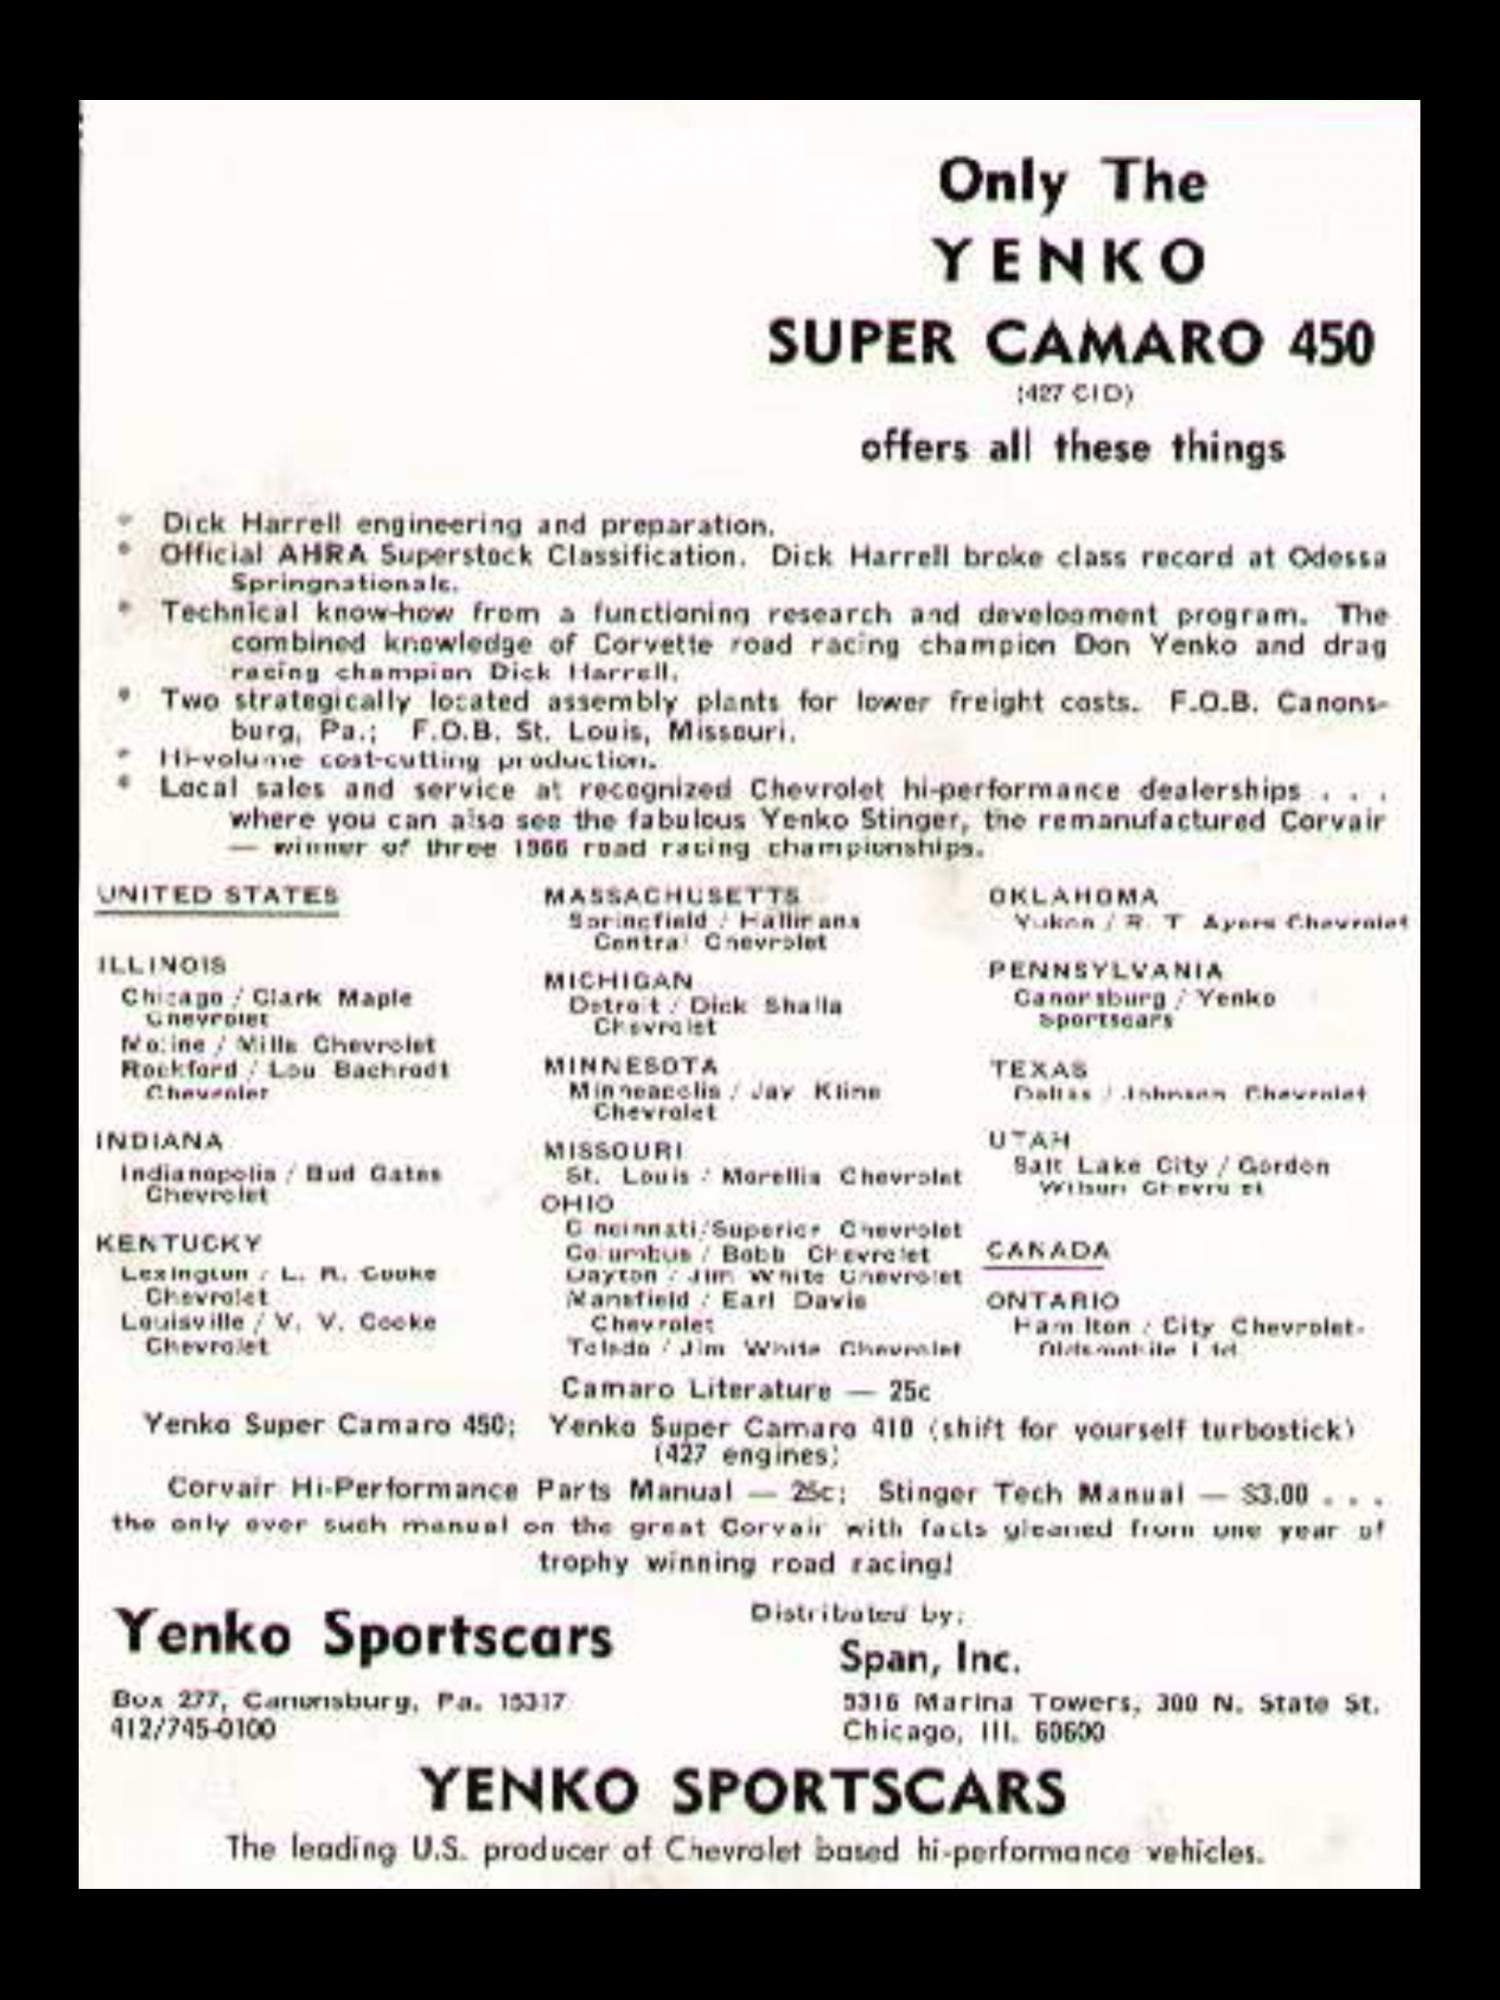 Only The
YENKO
SUPER CAMARO 450
(427 CID)
offers all these things
* Dick Harrell engineering and preparation.
* Official AHRA Superstock Classification. Dick Harrell broke class record at Odessa
Springnationals.
* Technical know-how from a functioning research and development program. The
combined knowledge of Corvette road racing champion Don Yenko and drag
racing champion Dick Harrell.
* Two strategically located assembly plants for lower freight costs. F.O.B. Canons-
burg, Pa.; F.O.B. St. Louis, Missouri.
* Hi-volume cost-cutting production.
* Local sales and service at recognized Chevrolet hi-performance dealerships . . .
where you can also see the fabulous Yenko Stinger, the remanufactured Corvair
— winner of three 1966 road racing championships.
UNITED STATES
ILLINOIS
Chicago / Clark Maple
Chevrolet
Moline / Mills Chevrolet
Rockford / Lou Bachrodt
Chevrolet
INDIANA
Indianapolis / Bud Gates
Chevrolet
KENTUCKY
Lexington / L. R. Cooke
Chevrolet
Louisville / V. V. Cooke
Chevrolet
MASSACHUSETTS
Springfield /
Central Chevrolet
MICHIGAN
Detroit / Dick Shalla
Chevrolet
MINNESOTA
Minneapolis / Jay Kline
Chevrolet
MISSOURI
St. Louis / Morellis Chevrolet
OHIO
Cincinnati/Superior Chevrolet
Columbus / Bobb Chevrolet
Dayton / Jim White Chevrolet
Mansfield / Earl Davis
Chevrolet
Toledo / Jim White Chevrolet
OKLAHOMA
Yukon / R. T. Ayers Chevrolet
PENNSYLVANIA
Canonsburg / Yenko
Sportscars
TEXAS
Dallas / Johnson Chevrolet
UTAH
Salt Lake City / Gordon
Wilson Chevrolet
CANADA
ONTARIO
Hamilton / City Chevrolet-
Oldsmobile Ltd.
Camaro Literature — 25c
Yenko Super Camaro 450; Yenko Super Camaro 410 (shift for yourself turbostick)
(427 engines)
Corvair Hi-Performance Parts Manual — 25c; Stinger Tech Manual — $3.00 . . .
the only ever such manual on the great Corvair with facts gleaned from one year of
trophy winning road racing!
Yenko Sportscars
Box 277, Canonsburg, Pa. 15317
412/745-0100
Distributed by:
Span, Inc.
5316 Marina Towers, 300 N. State St.
Chicago, Ill. 60600
YENKO SPORTSCARS
The leading U.S. producer of Chevrolet based hi-performance vehicles.